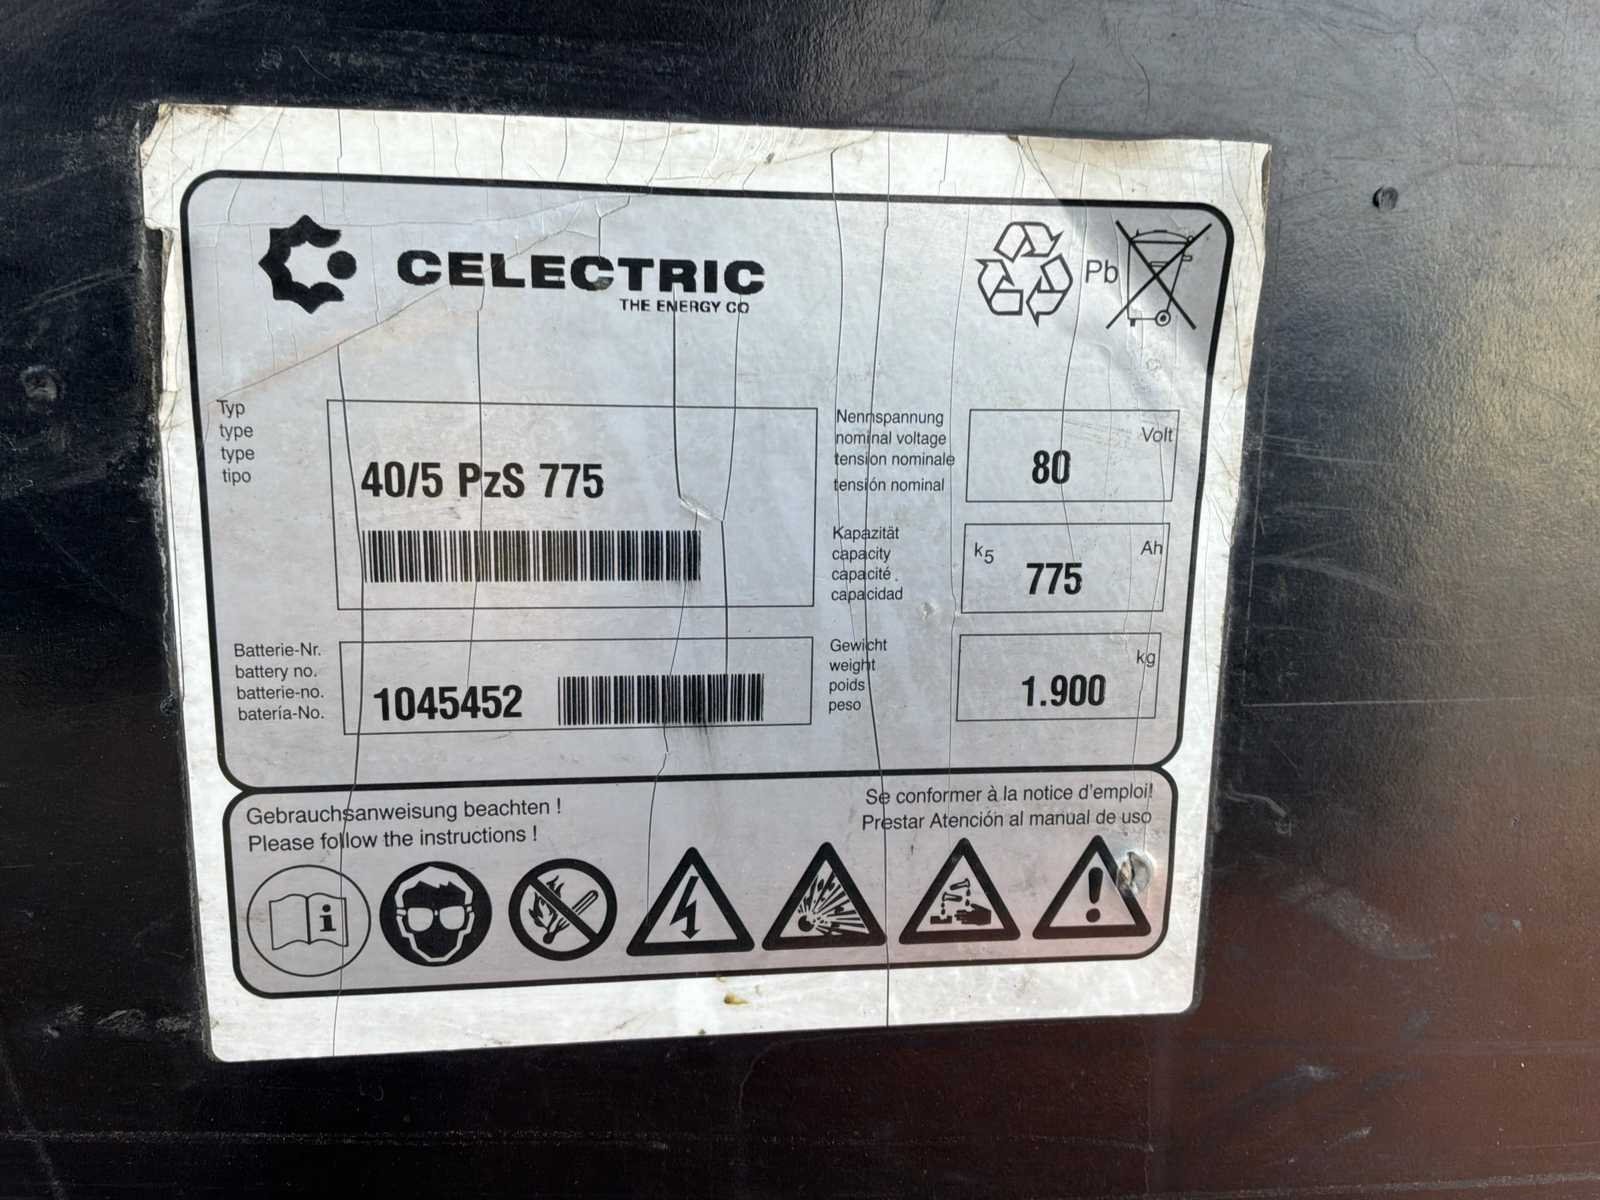 CELECTRIC
THE ENERGY CO
Pb
Typ
type
type
tipo
40/5 PzS 775
Nennspannung
nominal voltage
tension nominale
tensión nominal
Volt
80
Kapazität
capacity
capacité
capacidad
k5
Ah
775
Batterie-Nr.
battery no.
batterie-no.
batería-No.
1045452
Gewicht
weight
poids
peso
kg
1.900
Gebrauchsanweisung beachten !
Please follow the instructions !
Se conformer à la notice d'emploi!
Prestar Atención al manual de uso
i
!